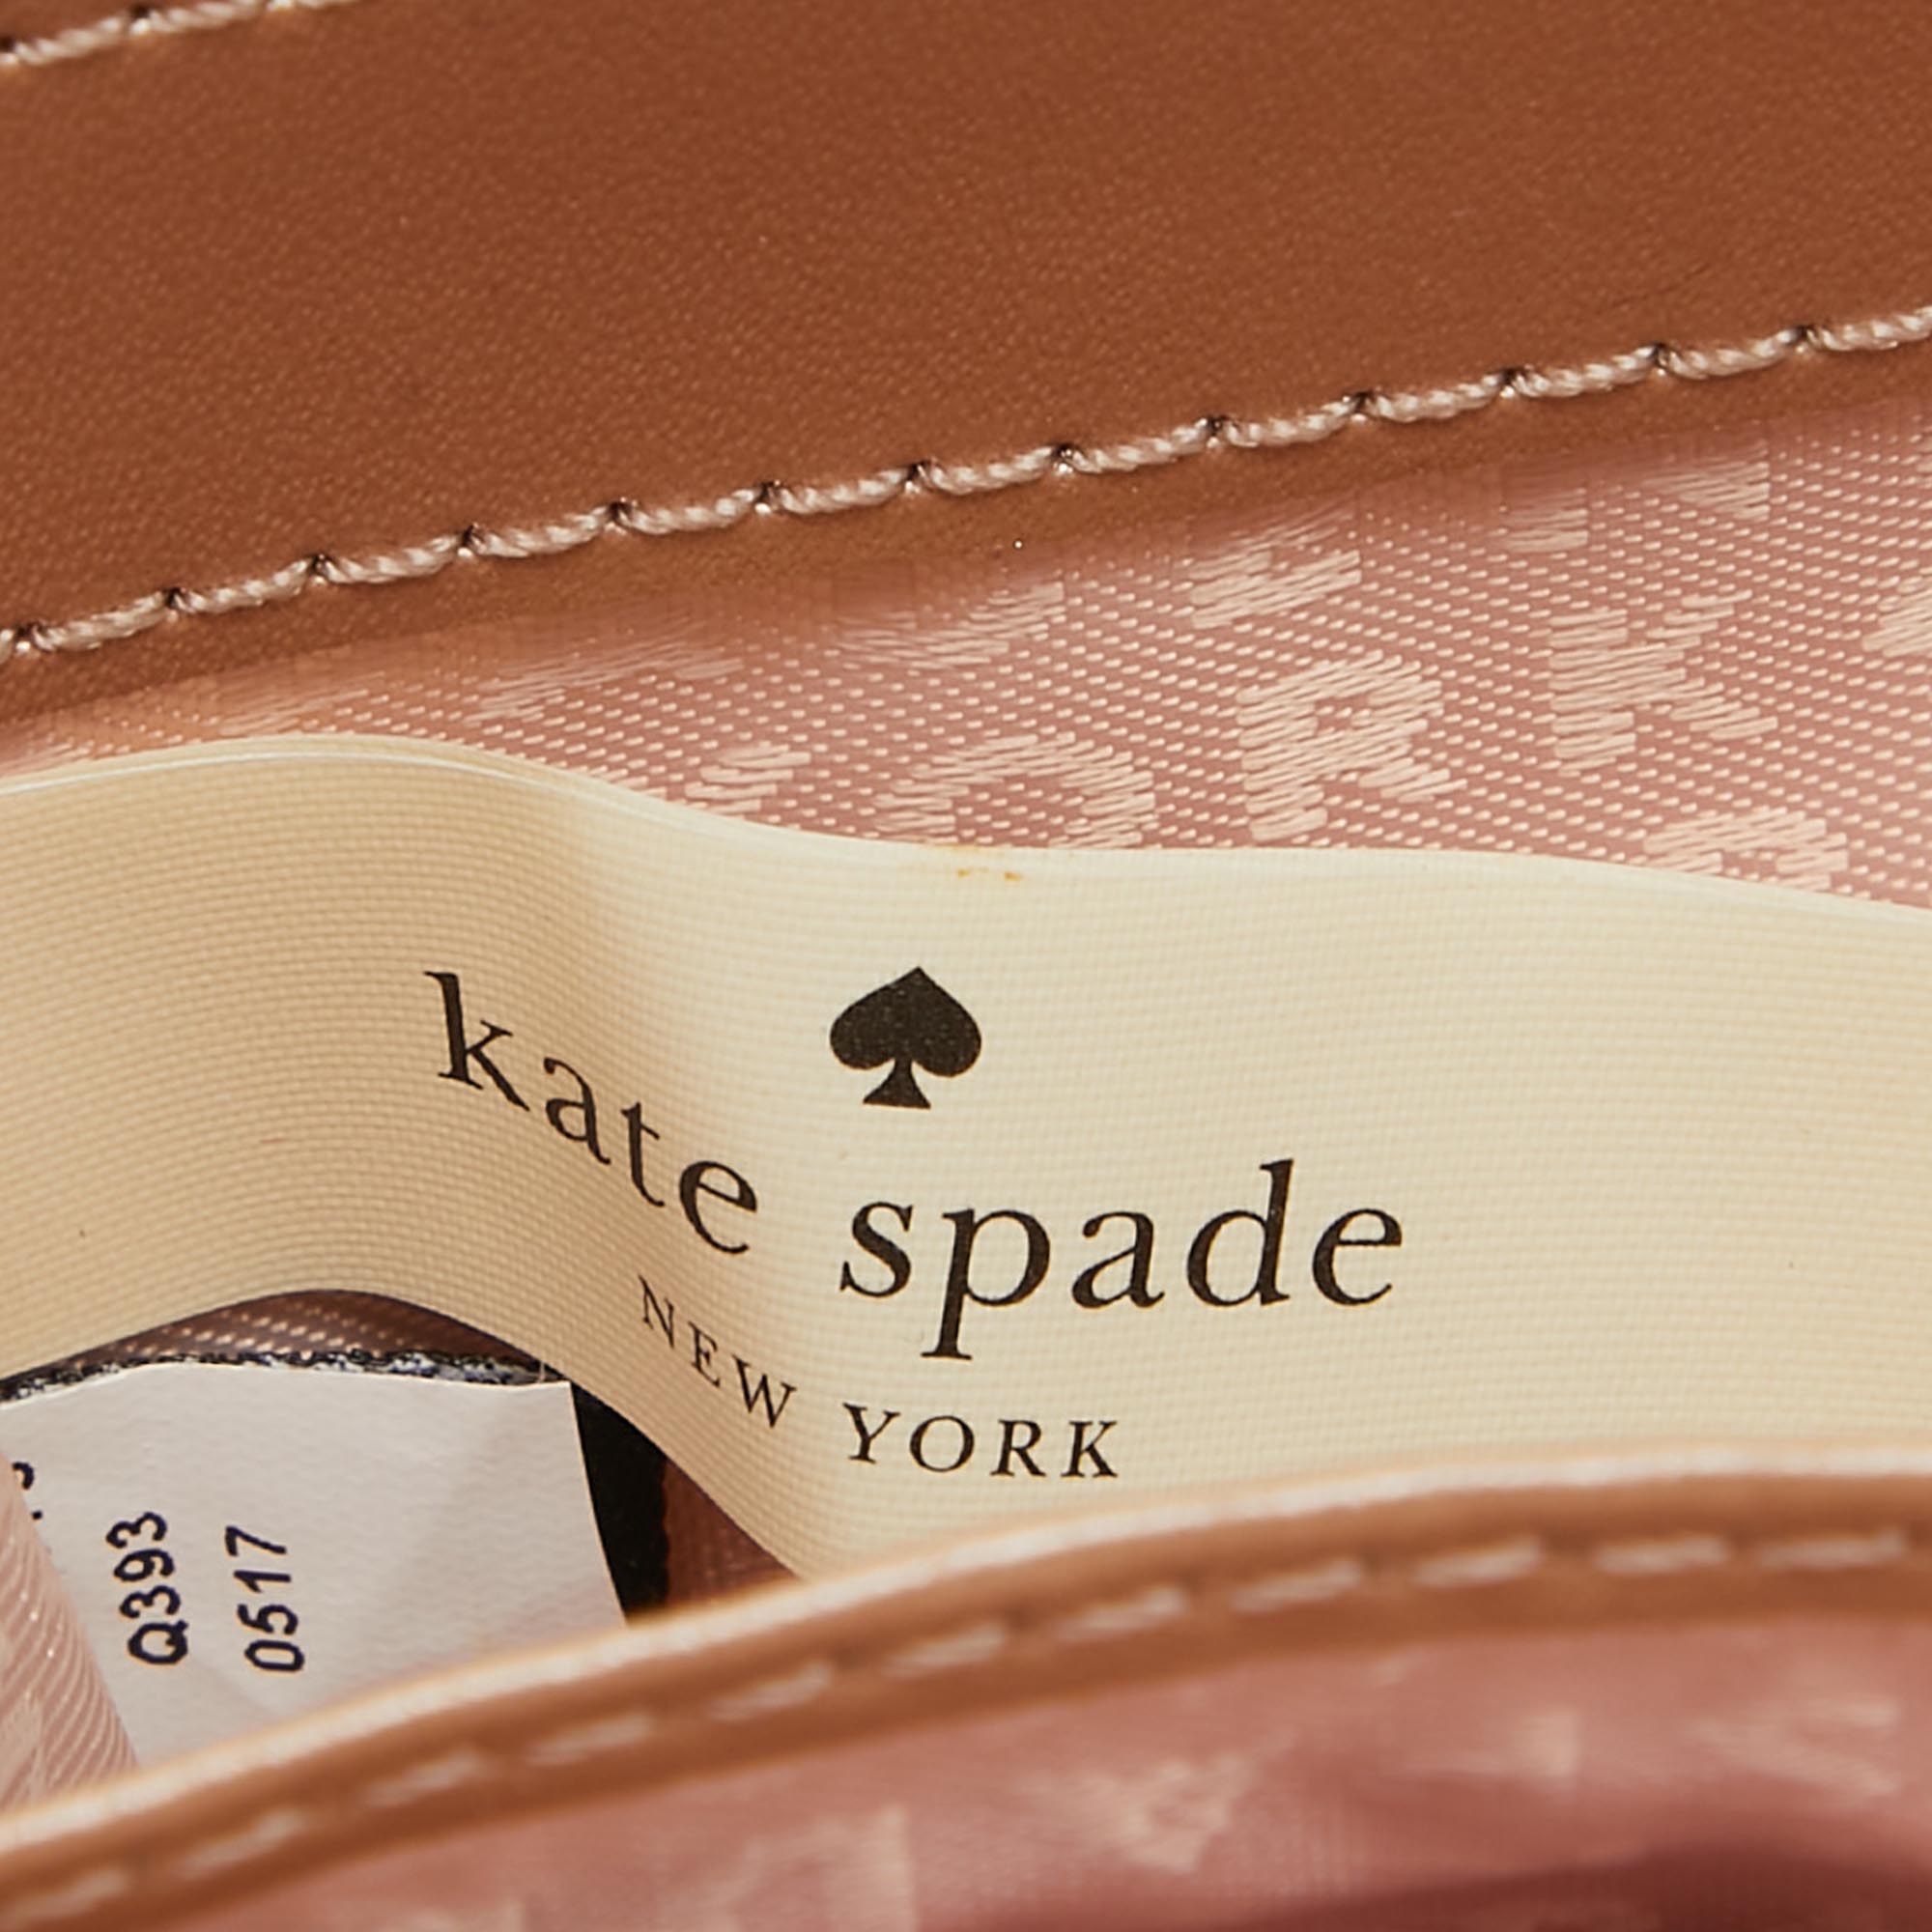 kate spade
NEW YORK
Q393
0517